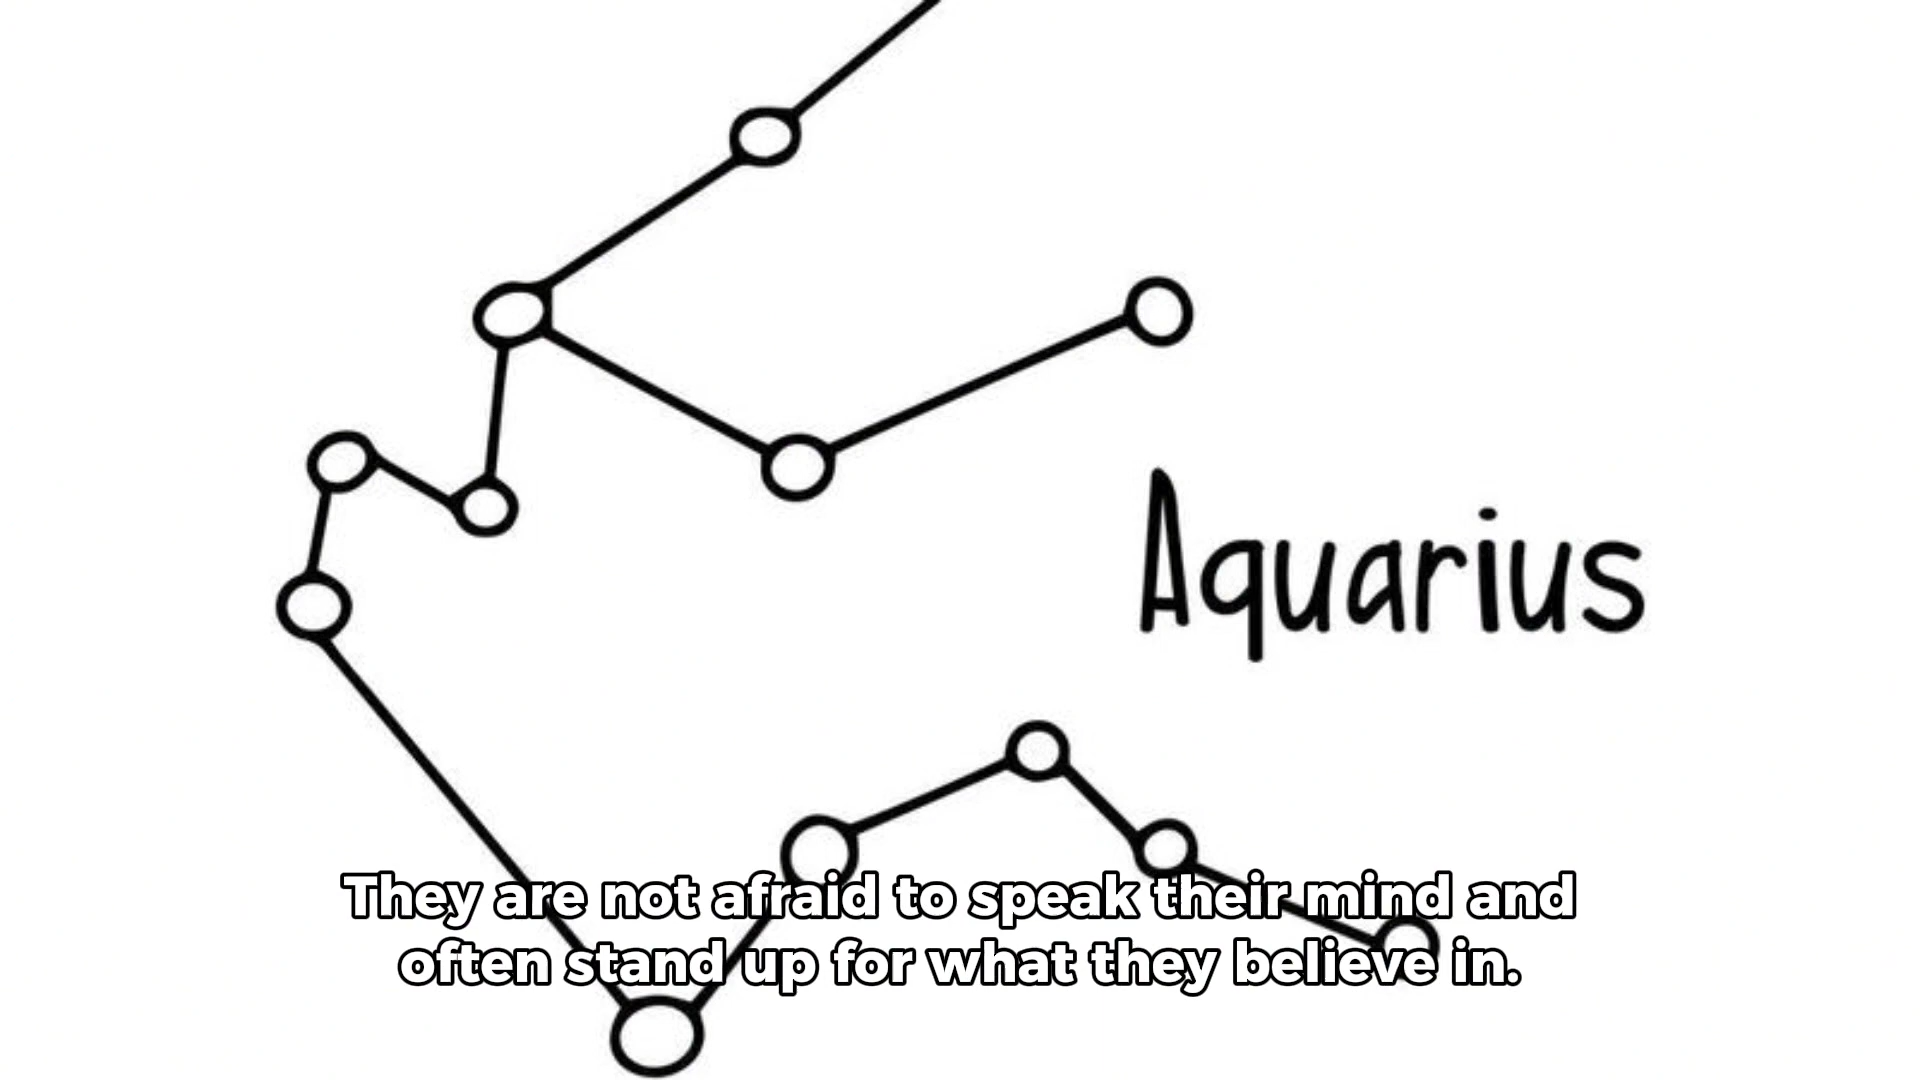 Aquarius
They are not afraid to speak their mind and
often stand up for what they believe in.